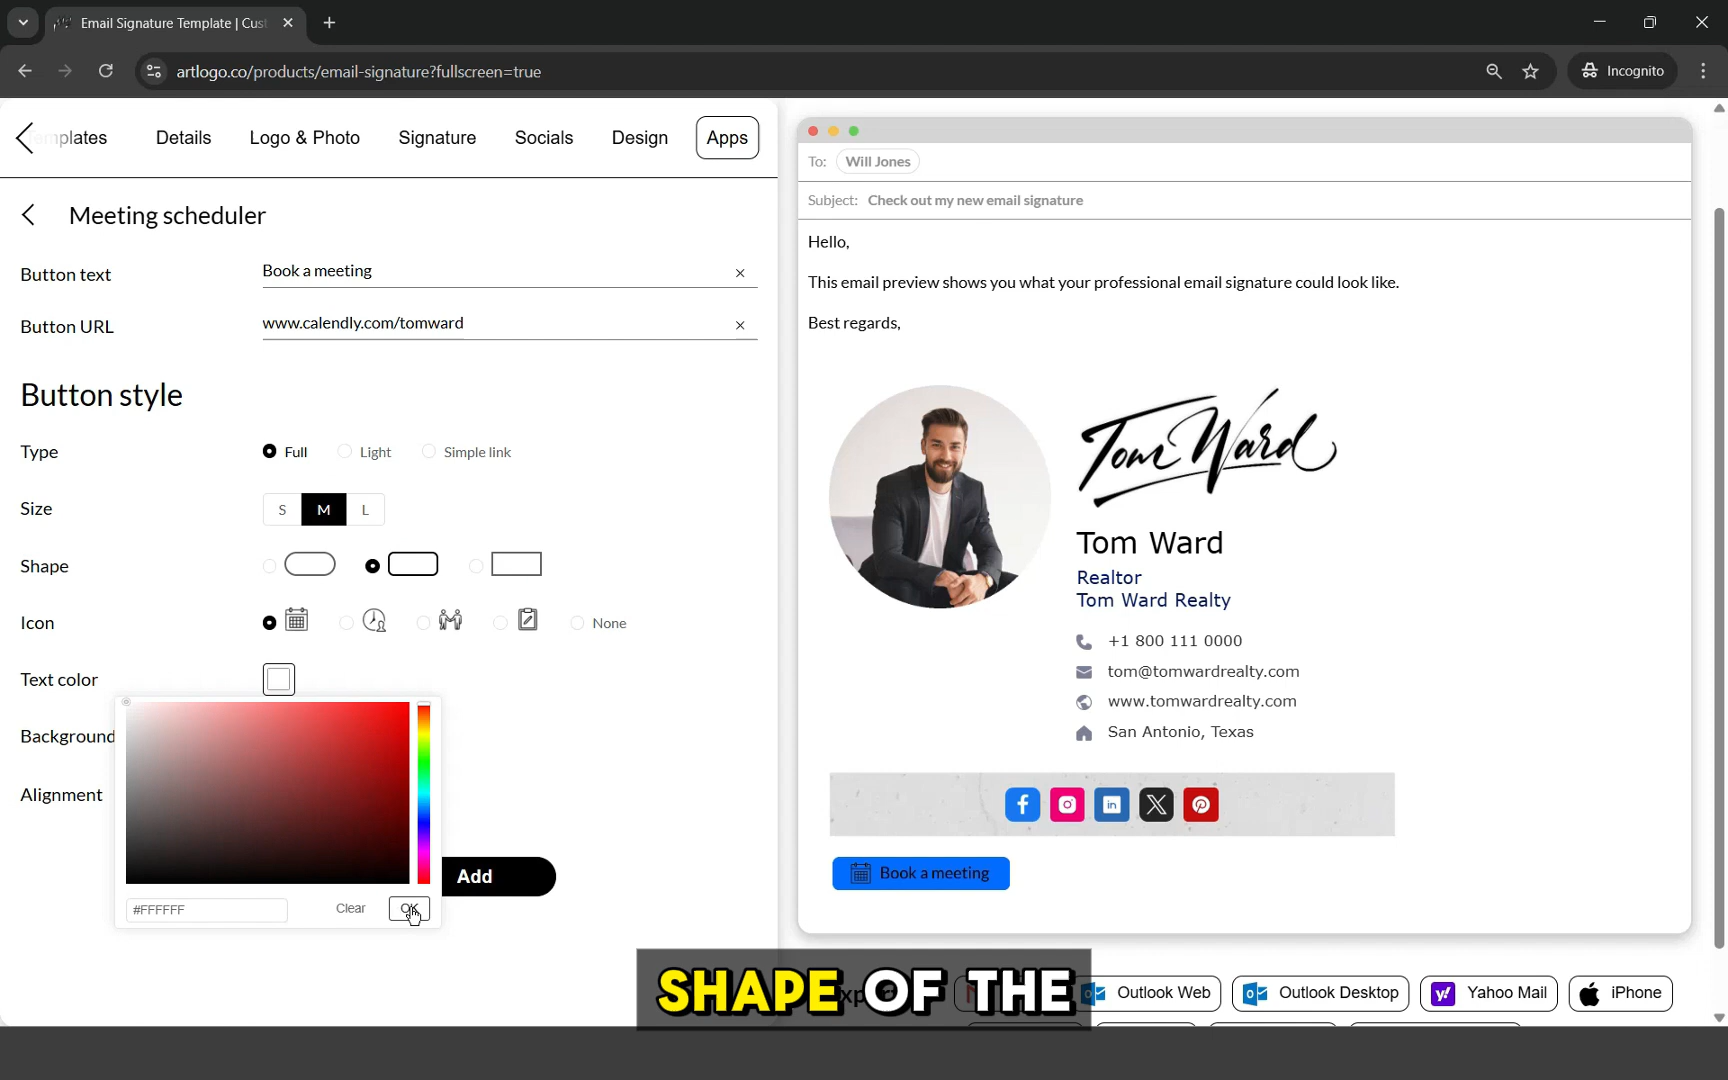 Email Signature Template | Cust
artlogo.co/products/email-signature?fullscreen=true
Incognito
Templates
Details
Logo & Photo
Signature
Socials
Design
Apps
Meeting scheduler
Button text
Book a meeting
Button URL
www.calendly.com/tomward
Button style
Type
Full
Light
Simple link
Size
S
M
L
Shape
Icon
None
Text color
Background
Alignment
#FFFFFF
Clear
OK
Add
To:
Will Jones
Subject:
Check out my new email signature
Hello,
This email preview shows you what your professional email signature could look like.
Best regards,
Tom Ward
Tom Ward
Realtor
Tom Ward Realty
+1 800 111 0000
tom@tomwardrealty.com
www.tomwardrealty.com
San Antonio, Texas
Book a meeting
SHAPE OF THE
Outlook Web
Outlook Desktop
Yahoo Mail
iPhone